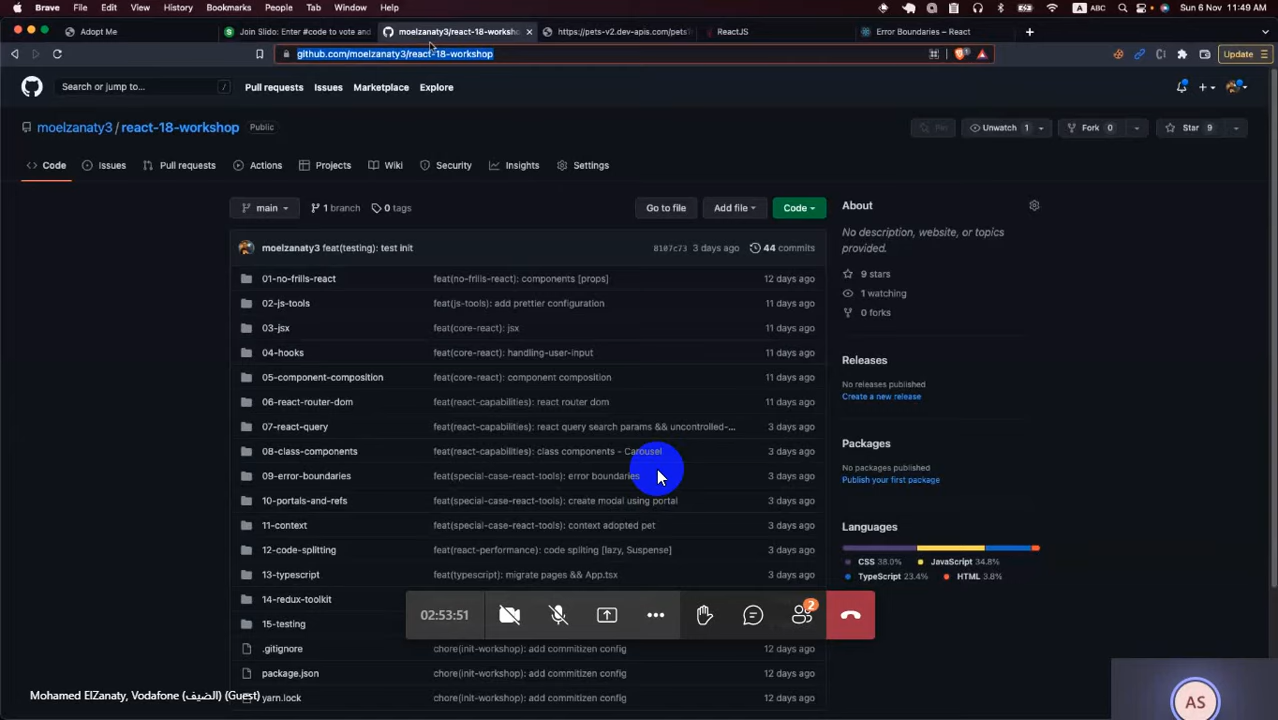 Brave File Edit View History Bookmarks People Tab Window Help
ABC Sun 6 Nov 11:49 AM
Adopt Me
Join Slido: Enter #code to vote and
moelzanaty3/react-18-worksh
https://pets-v2.dev-apis.com/pets?
ReactJS
Error Boundaries – React
github.com/moelzanaty3/react-18-workshop
Update
Search or jump to... /
Pull requests Issues Marketplace Explore
moelzanaty3 / react-18-workshop Public
Pin Unwatch 1 Fork 0 Star 9
Code Issues Pull requests Actions Projects Wiki Security Insights Settings
main 1 branch 0 tags Go to file Add file Code
moelzanaty3 feat(testing): test init 8107c73 3 days ago 44 commits
01-no-frills-react feat(no-frills-react): components [props] 12 days ago
02-js-tools feat(js-tools): add prettier configuration 11 days ago
03-jsx feat(core-react): jsx 11 days ago
04-hooks feat(core-react): handling-user-input 11 days ago
05-component-composition feat(core-react): component composition 11 days ago
06-react-router-dom feat(react-capabilities): react router dom 11 days ago
07-react-query feat(react-capabilities): react query search params && uncontrolled-... 3 days ago
08-class-components feat(react-capabilities): class components - Carousel 3 days ago
09-error-boundaries feat(special-case-react-tools): error boundaries 3 days ago
10-portals-and-refs feat(special-case-react-tools): create modal using portal 3 days ago
11-context feat(special-case-react-tools): context adopted pet 3 days ago
12-code-splitting feat(react-performance): code spliting [lazy, Suspense] 3 days ago
13-typescript feat(typescript): migrate pages && App.tsx 3 days ago
14-redux-toolkit
15-testing
.gitignore chore(init-workshop): add commitizen config 12 days ago
package.json chore(init-workshop): add commitizen config 12 days ago
yarn.lock chore(init-workshop): add commitizen config 12 days ago
About
No description, website, or topics
provided.
9 stars
1 watching
0 forks
Releases
No releases published
Create a new release
Packages
No packages published
Publish your first package
Languages
CSS 38.0% JavaScript 34.8%
TypeScript 23.4% HTML 3.8%
02:53:51
2
Mohamed ElZanaty, Vodafone (الضيف) (Guest)
AS